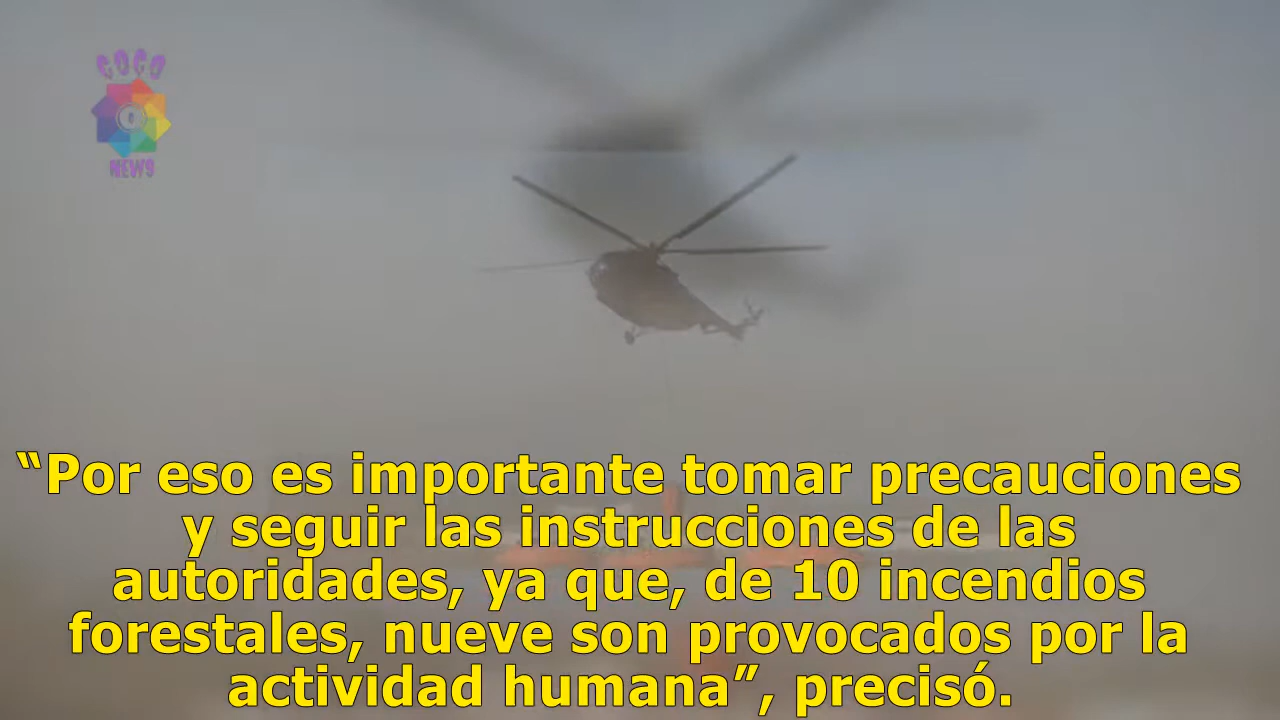 GOGO
NEWS
“Por eso es importante tomar precauciones
y seguir las instrucciones de las
autoridades, ya que, de 10 incendios
forestales, nueve son provocados por la
actividad humana”, precisó.